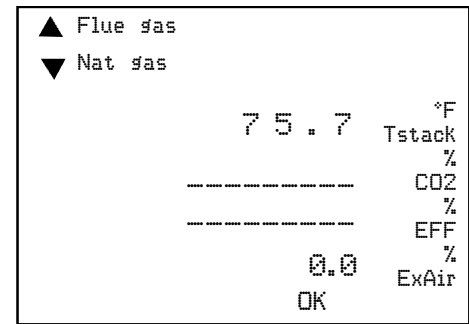 ▲ Flue gas
▼ Nat gas
75.7 °F
Tstack
-------- %
CO2
-------- %
EFF
0.0 %
ExAir
OK